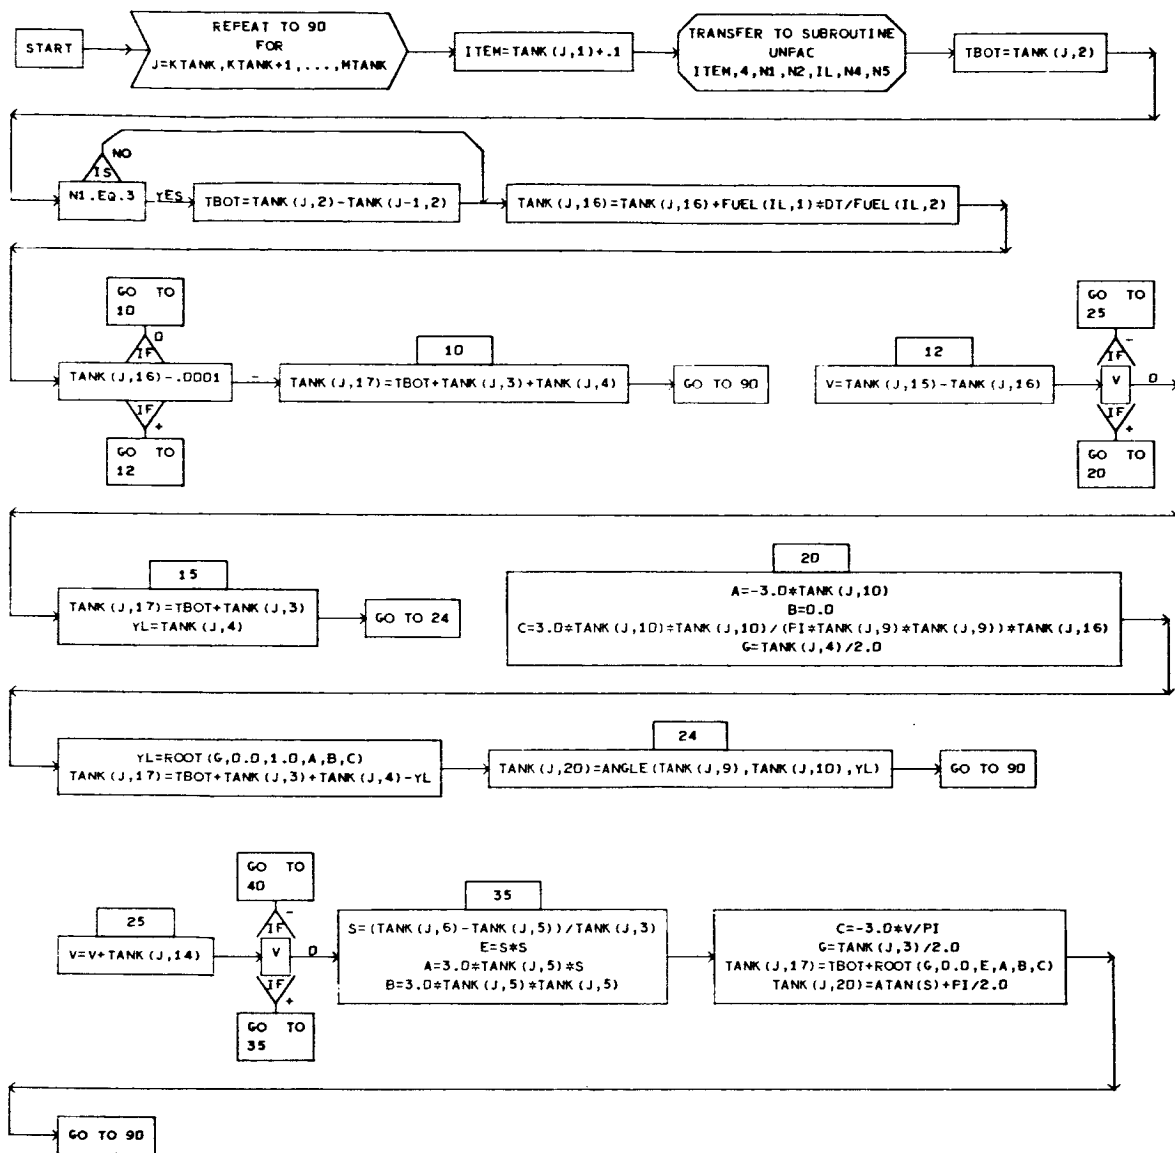 START
REPEAT TO 90
FOR
J=KTANK,KTANK+1,...,MTANK
ITEM=TANK(J,1)+.1
TRANSFER TO SUBROUTINE
UNFAC
ITEM,4,N1,N2,IL,N4,N5
TBOT=TANK(J,2)
NO
IS
N1.EQ.3
YES
TBOT=TANK(J,2)-TANK(J-1,2)
TANK(J,16)=TANK(J,16)+FUEL(IL,1)*DT/FUEL(IL,2)
GO TO
10
0
IF
TANK(J,16)-.0001
-
IF
+
GO TO
12
10
TANK(J,17)=TBOT+TANK(J,3)+TANK(J,4)
GO TO 90
12
V=TANK(J,15)-TANK(J,16)
GO TO
25
-
IF
V
0
IF
+
GO TO
20
15
TANK(J,17)=TBOT+TANK(J,3)
YL=TANK(J,4)
GO TO 24
20
A=-3.0*TANK(J,10)
B=0.0
C=3.0*TANK(J,10)*TANK(J,10)/(PI*TANK(J,9)*TANK(J,9))*TANK(J,16)
G=TANK(J,4)/2.0
YL=ROOT(G,0.0,1.0,A,B,C)
TANK(J,17)=TBOT+TANK(J,3)+TANK(J,4)-YL
24
TANK(J,20)=ANGLE(TANK(J,9),TANK(J,10),YL)
GO TO 90
25
V=V+TANK(J,14)
GO TO
40
-
IF
V
0
IF
+
GO TO
35
35
S=(TANK(J,6)-TANK(J,5))/TANK(J,3)
E=S*S
A=3.0*TANK(J,5)*S
B=3.0*TANK(J,5)*TANK(J,5)
C=-3.0*V/PI
G=TANK(J,3)/2.0
TANK(J,17)=TBOT+ROOT(G,0.0,E,A,B,C)
TANK(J,20)=ATAN(S)+PI/2.0
GO TO 90